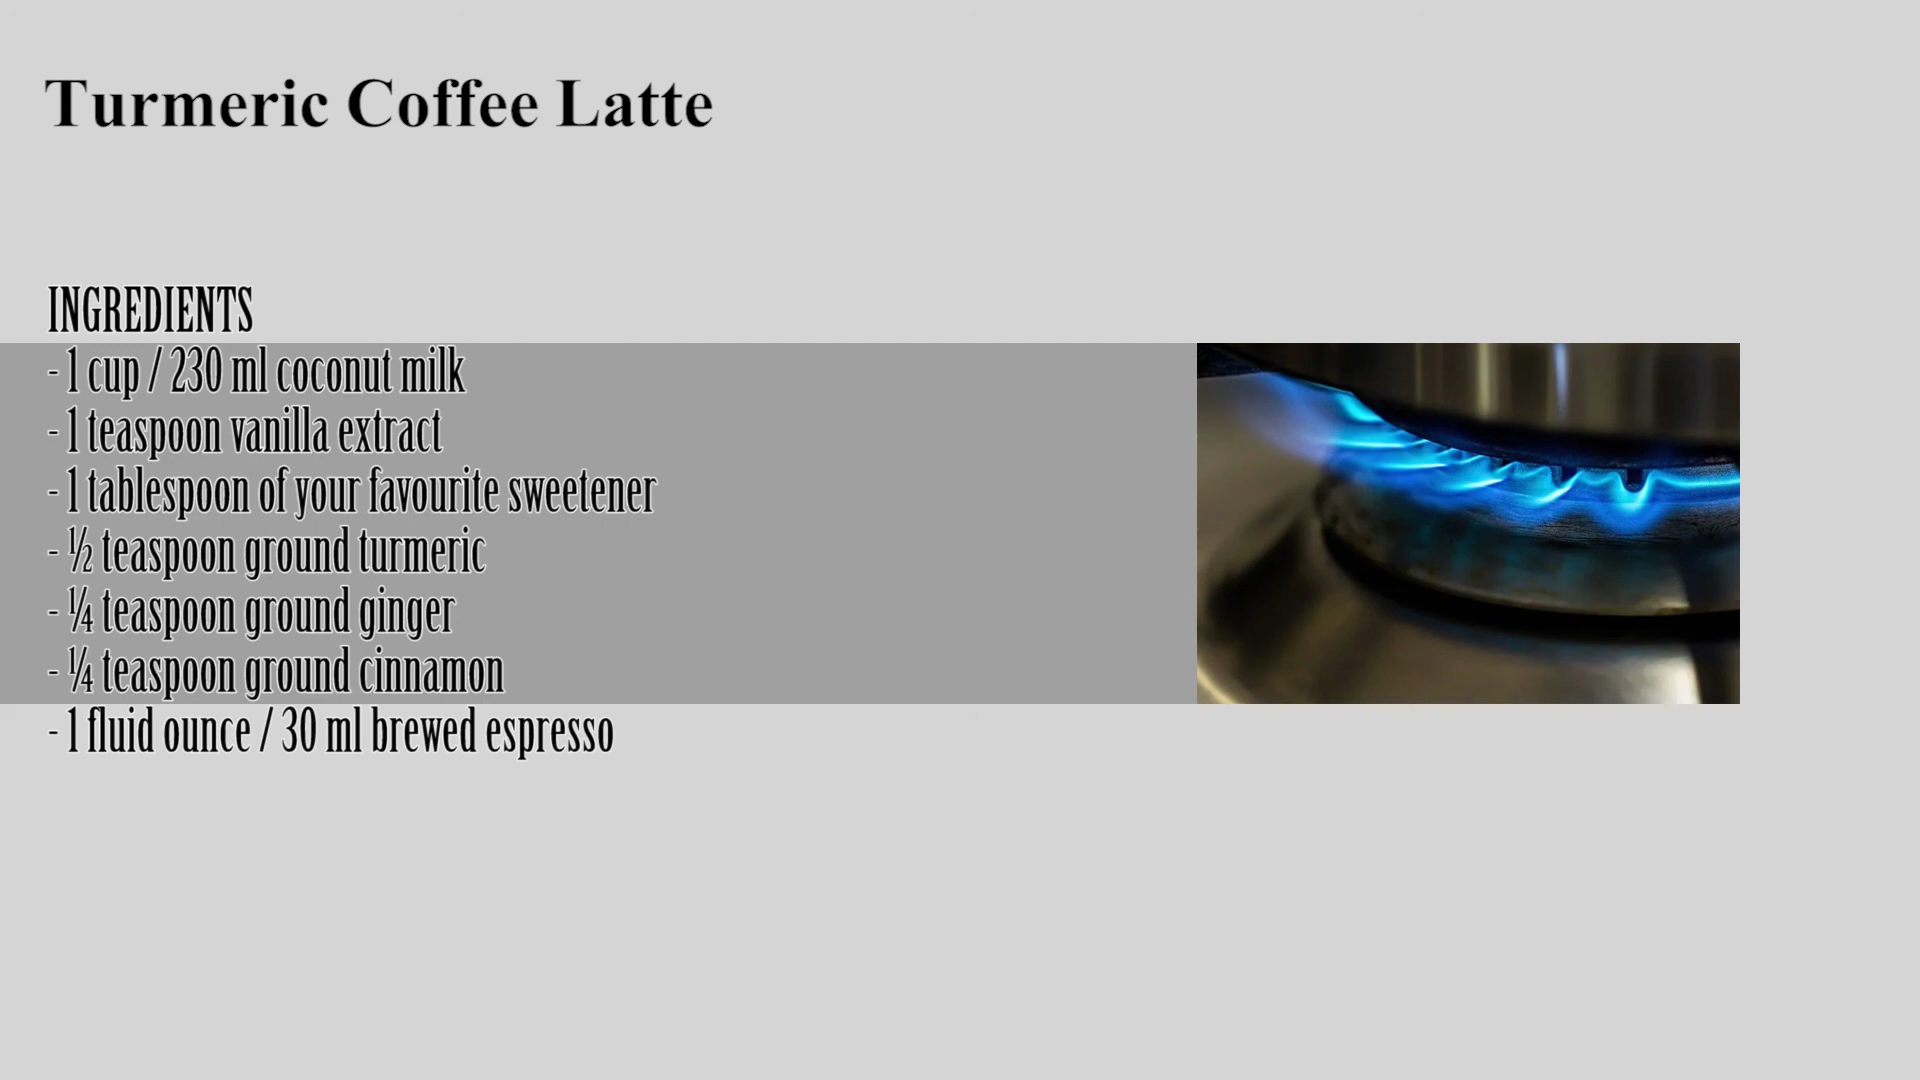 Turmeric Coffee Latte
INGREDIENTS
- 1 cup / 230 ml coconut milk
- 1 teaspoon vanilla extract
- 1 tablespoon of your favourite sweetener
- ½ teaspoon ground turmeric
- ¼ teaspoon ground ginger
- ¼ teaspoon ground cinnamon
- 1 fluid ounce / 30 ml brewed espresso